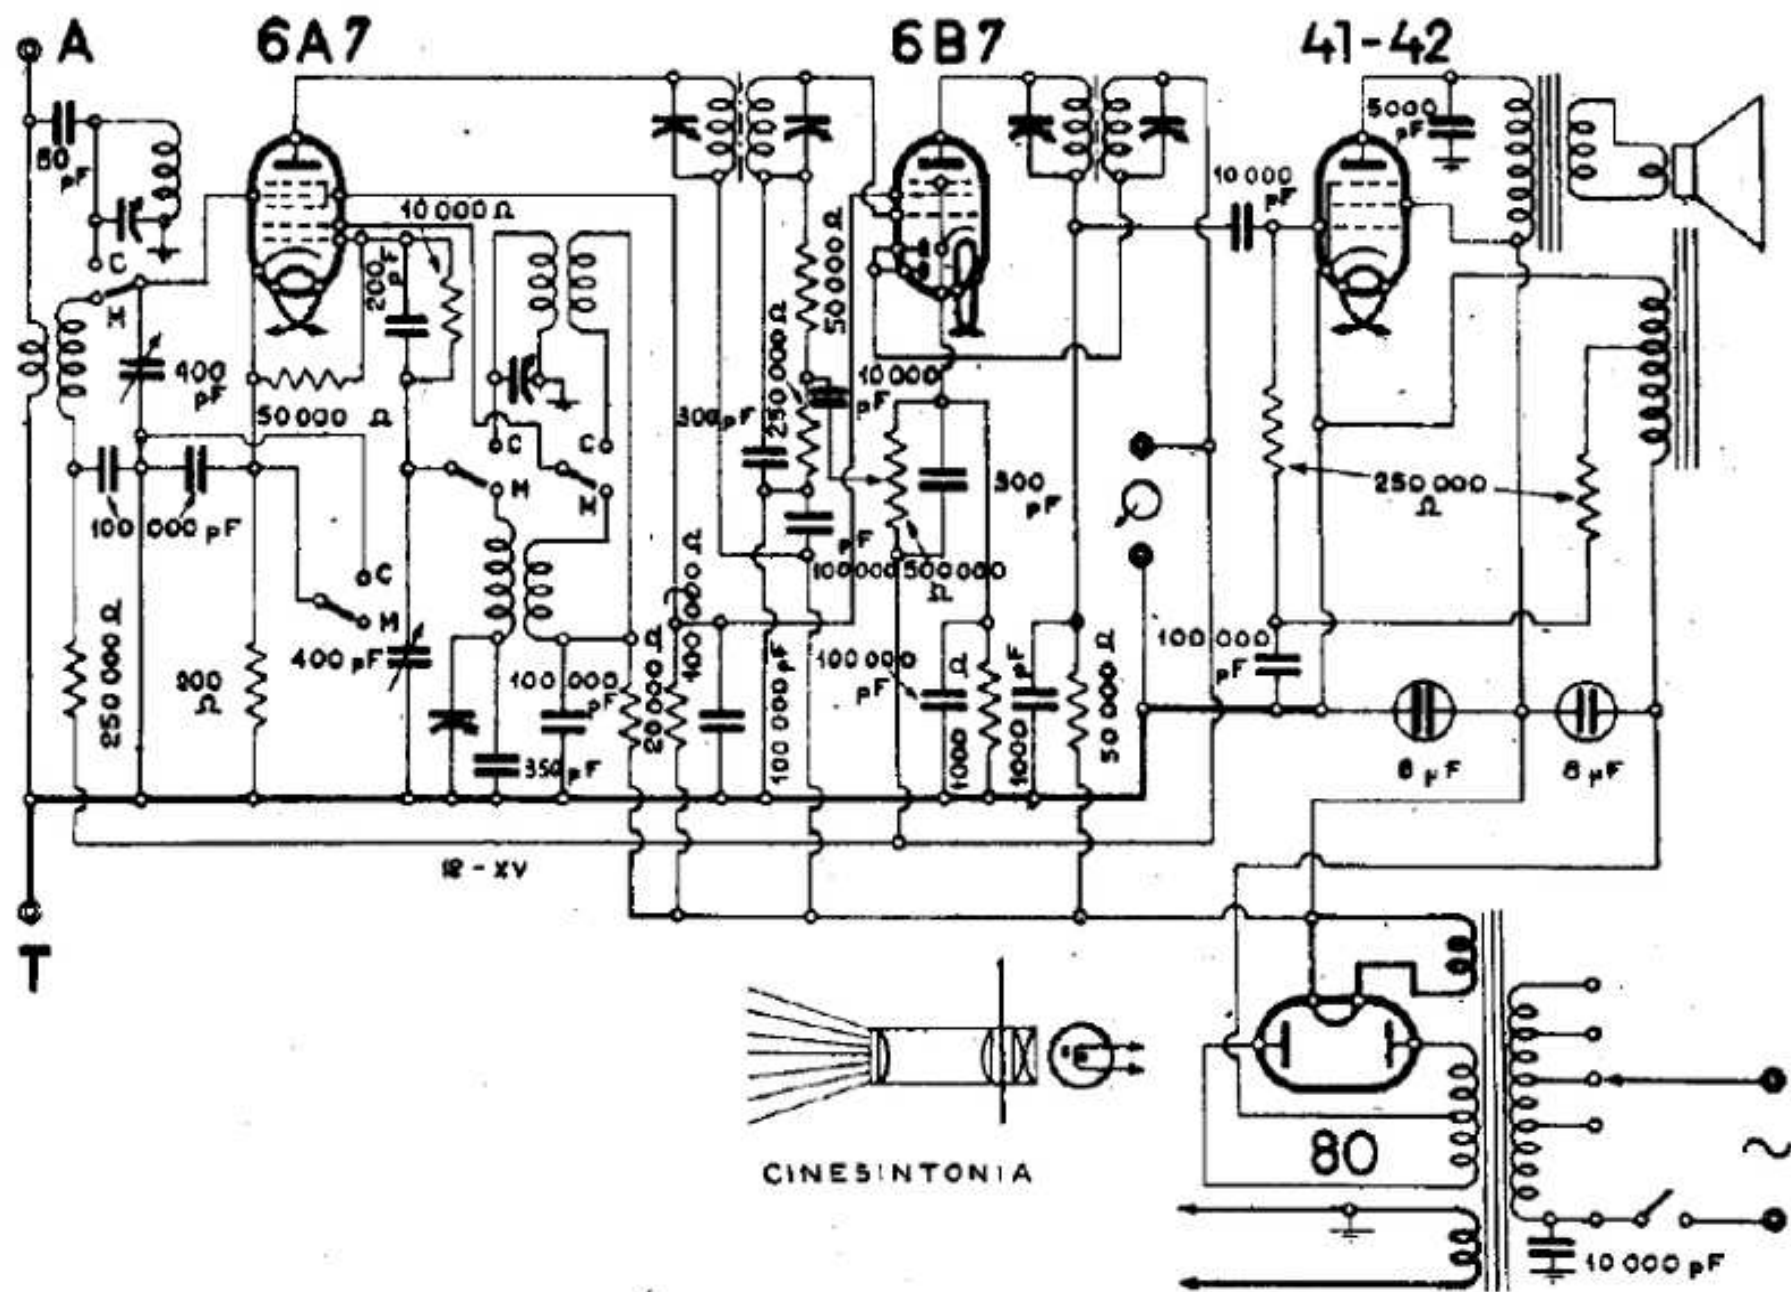 A
6A7
6B7
41-42
50
pF
5000
pF
10 000
pF
10 000 Ω
200
pF
C
M
400
pF
50 000 Ω
50 000 Ω
250 000 Ω
300 pF
10 000
pF
300
pF
C
C
M
M
100 000 pF
250 000
Ω
C
M
100 000
pF
500 000
Ω
250 000 Ω
200
Ω
400 pF
100 000
pF
350 pF
20 000 Ω
100 000 Ω
100 000 pF
100 000
pF
1000 Ω
1000 pF
50 000 Ω
100 000
pF
8 µF
8 µF
12 - XV
T
CINESINTONIA
80
~
10 000 pF